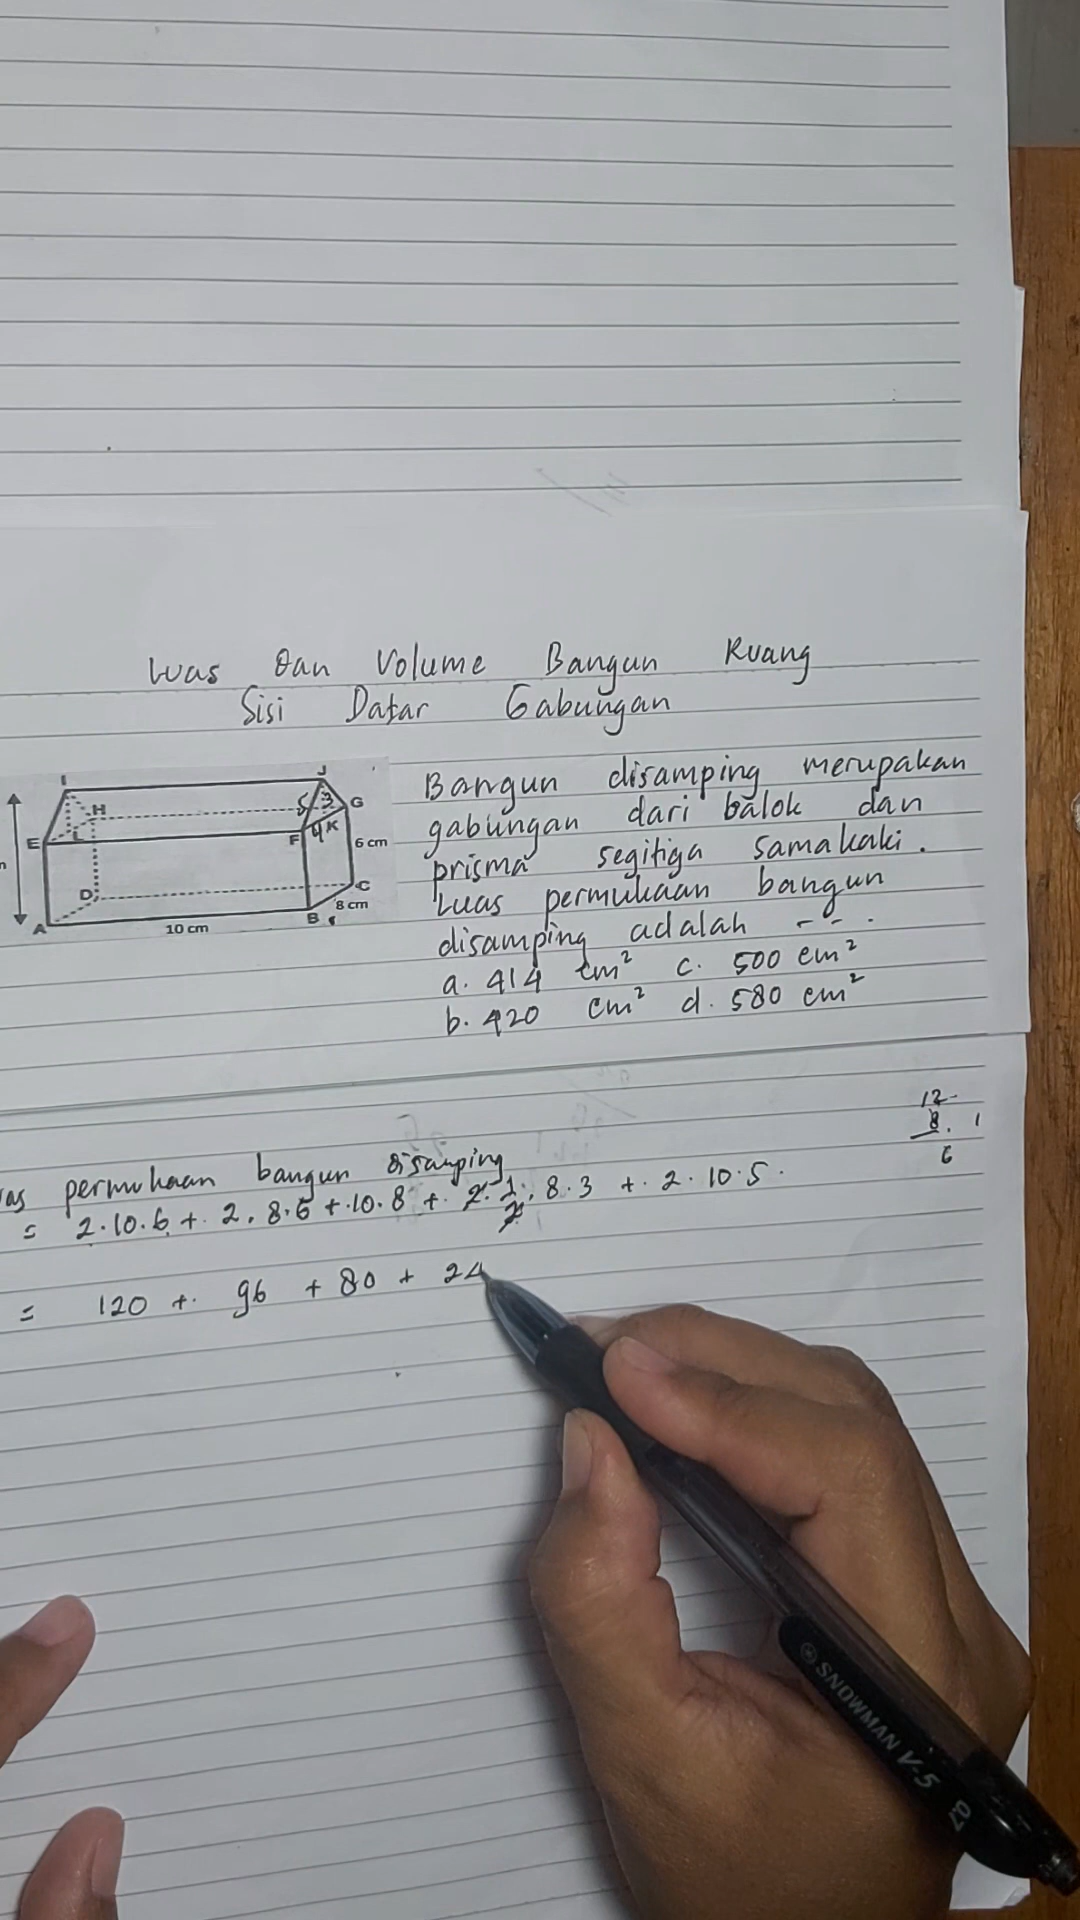 Luas Dan Volume Bangun Ruang
Sisi Datar Gabungan
I
J
H
G
E
L
F
K
5
3
4
6 cm
D
C
8 cm
A
B
10 cm
Bangun disamping merupakan
gabungan dari balok dan
prisma segitiga samakaki.
Luas permukaan bangun
disamping adalah - - .
a. 414 cm² c. 500 cm²
b. 420 cm² d. 580 cm²
12
8. 1
6
permukaan bangun disamping
= 2.10.6 + 2.8.6 + 10.8 + 2.1/2.8.3 + 2.10.5.
= 120 + 96 + 80 + 24
SNOWMAN V-5